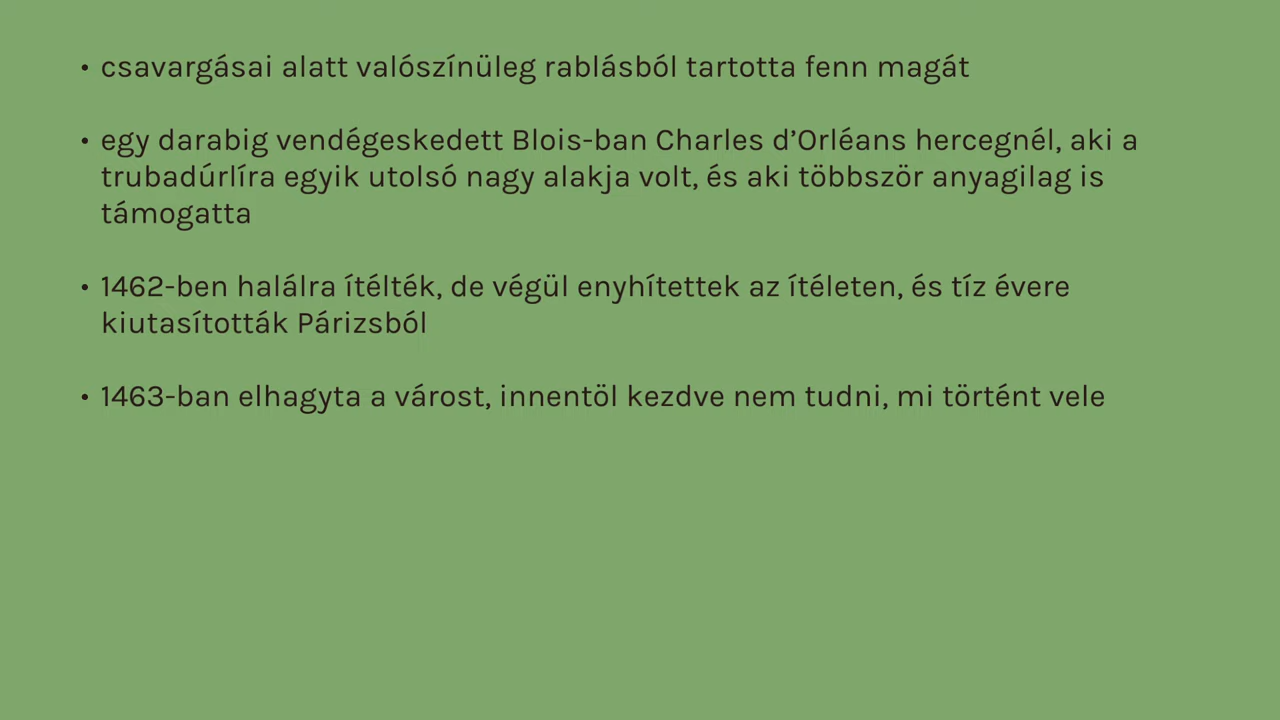 • csavargásai alatt valószínüleg rablásból tartotta fenn magát
• egy darabig vendégeskedett Blois-ban Charles d’Orléans hercegnél, aki a
trubadúrlíra egyik utolsó nagy alakja volt, és aki többször anyagilag is
támogatta
• 1462-ben halálra ítélték, de végül enyhítettek az ítéleten, és tíz évere
kiutasították Párizsból
• 1463-ban elhagyta a várost, innentöl kezdve nem tudni, mi történt vele